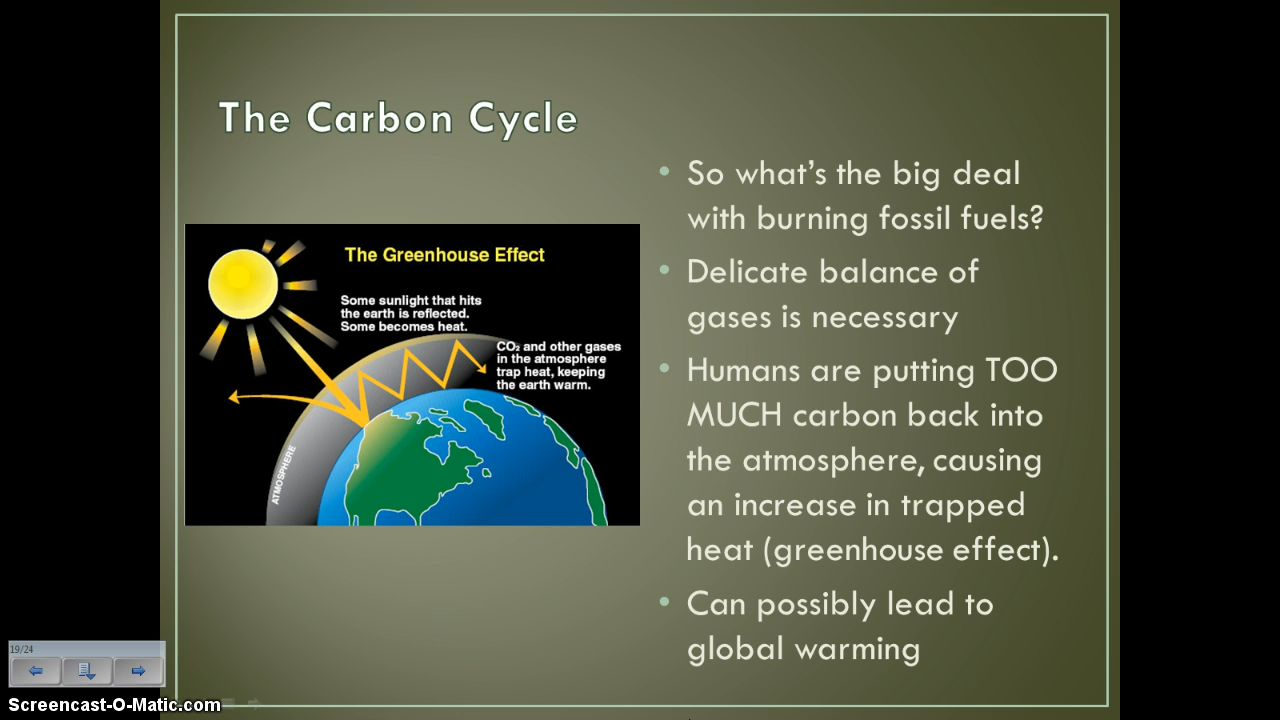 The Carbon Cycle
The Greenhouse Effect
Some sunlight that hits
the earth is reflected.
Some becomes heat.
CO₂ and other gases
in the atmosphere
trap heat, keeping
the earth warm.
ATMOSPHERE
• So what’s the big deal
with burning fossil fuels?
• Delicate balance of
gases is necessary
• Humans are putting TOO
MUCH carbon back into
the atmosphere, causing
an increase in trapped
heat (greenhouse effect).
• Can possibly lead to
global warming
19/24
Screencast-O-Matic.com